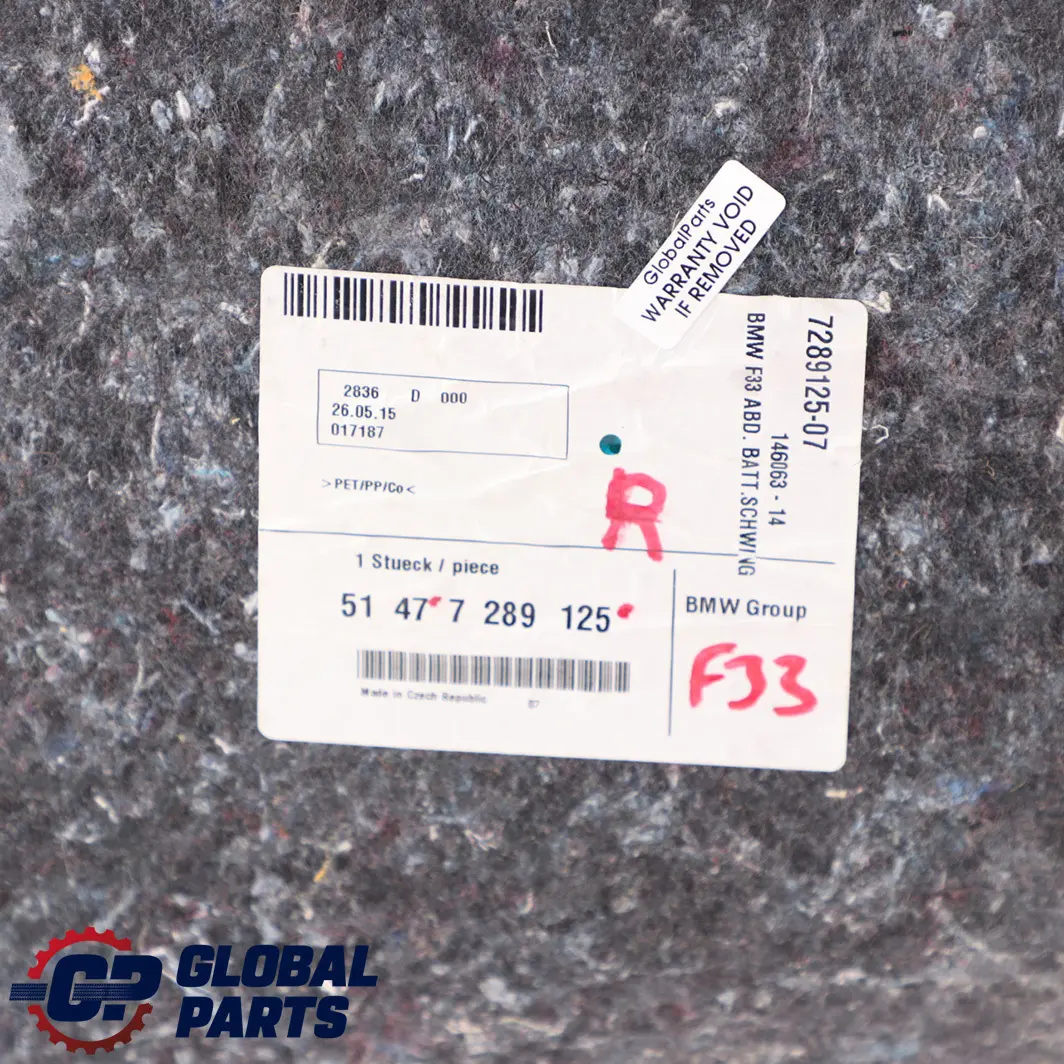 GlobalParts
WARRANTY VOID
IF REMOVED
2836 D 000
26.05.15
017187
>PET/PP/Co<
7289125-07
146063 - 14
BMW F33 ABD. BATT.SCHWING
R
1 Stueck / piece
51 47 7 289 125
BMW Group
F33
Made in Czech Republic 07
GP GLOBAL
PARTS